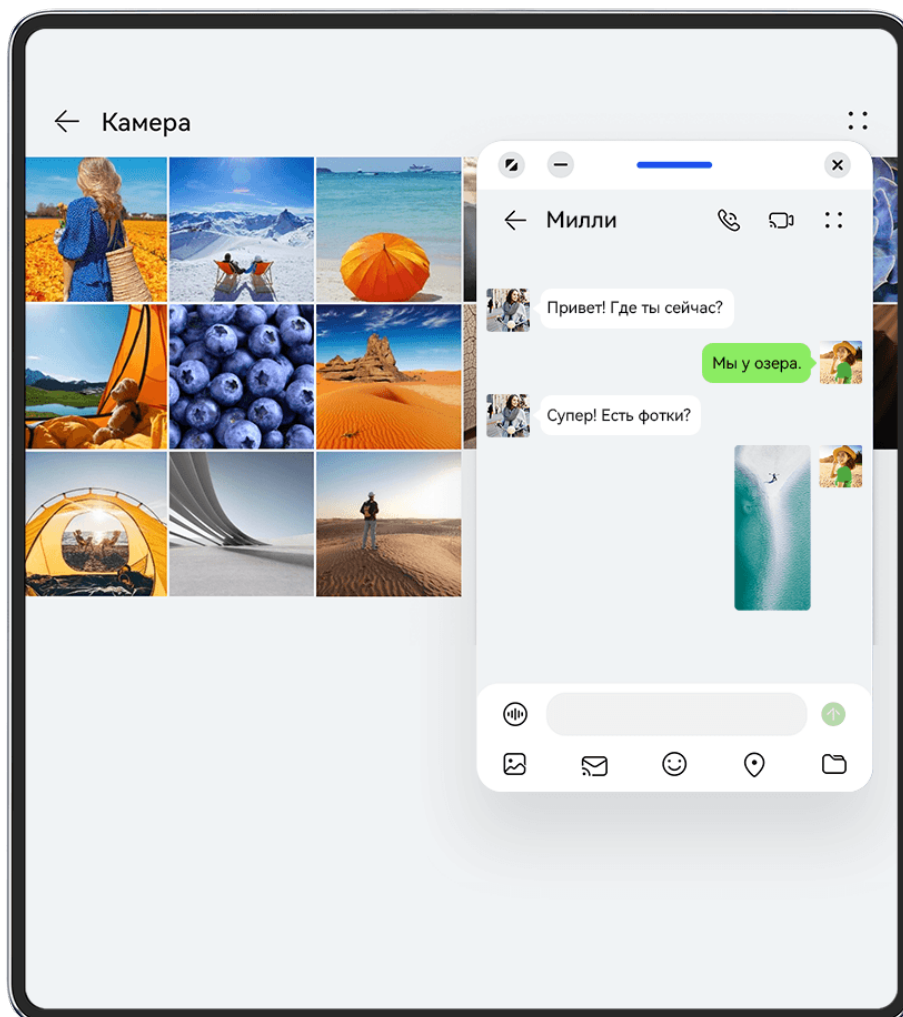 Камера
Милли
Привет! Где ты сейчас?
Мы у озера.
Супер! Есть фотки?